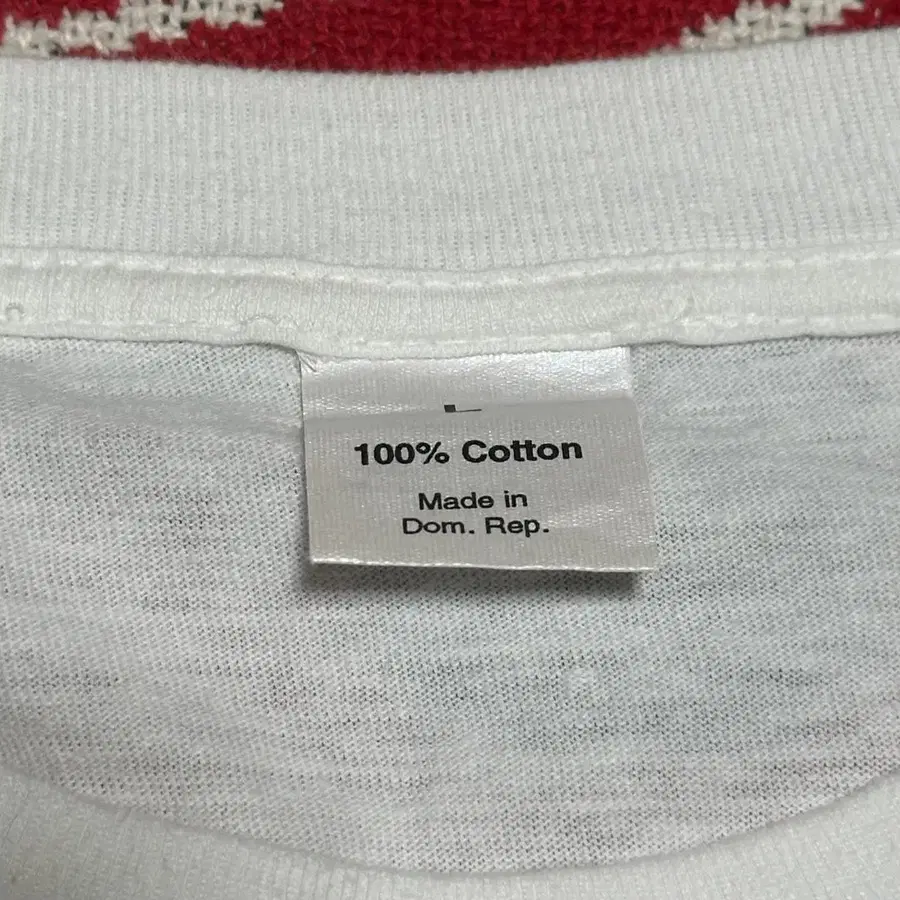 L
100% Cotton
Made in
Dom. Rep.